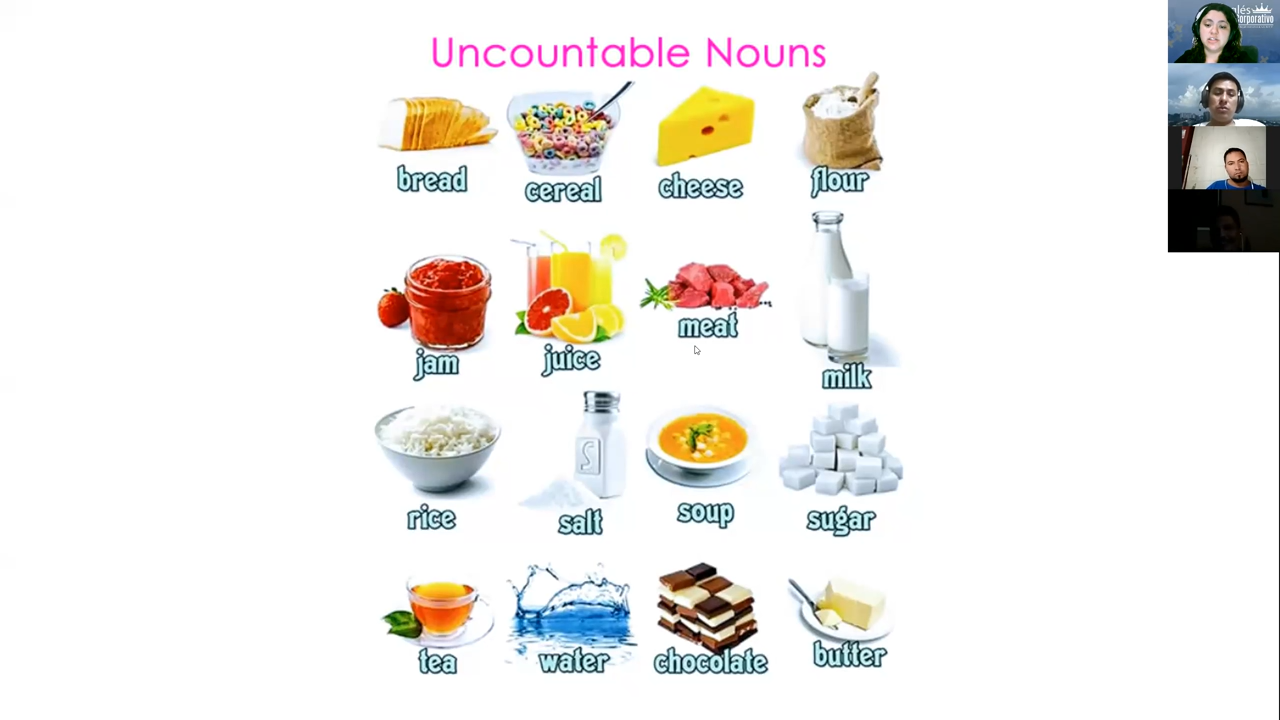 Uncountable Nouns
bread
cereal
cheese
flour
jam
juice
meat
milk
rice
salt
S
soup
sugar
tea
water
chocolate
butter